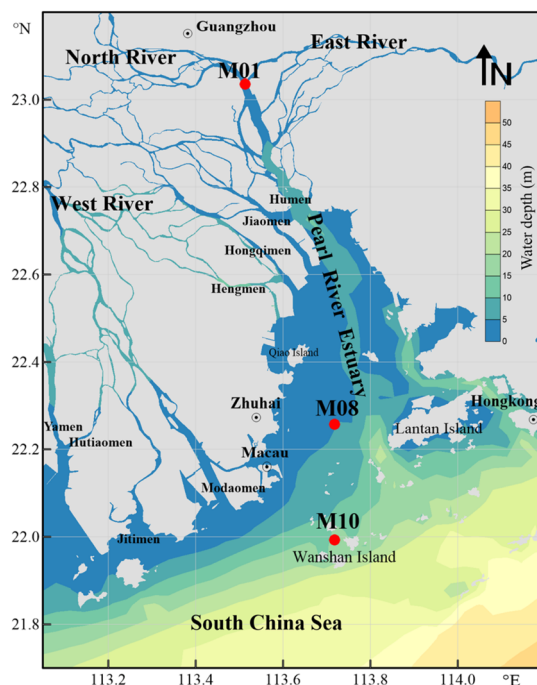 °N
Guangzhou
North River
East River
M01
N
23.0
50
45
40
35
30
25
20
15
10
5
0
Water depth (m)
22.8
West River
Humen
Jiaomen
Hongqimen
Hengmen
Pearl River Estuary
22.6
22.4
Qiao Island
Zhuhai
M08
Hongkong
Lantan Island
Yamen
Hutiaomen
22.2
Macau
Modaomen
M10
22.0
Jitimen
Wanshan Island
South China Sea
21.8
113.2
113.4
113.6
113.8
114.0
°E